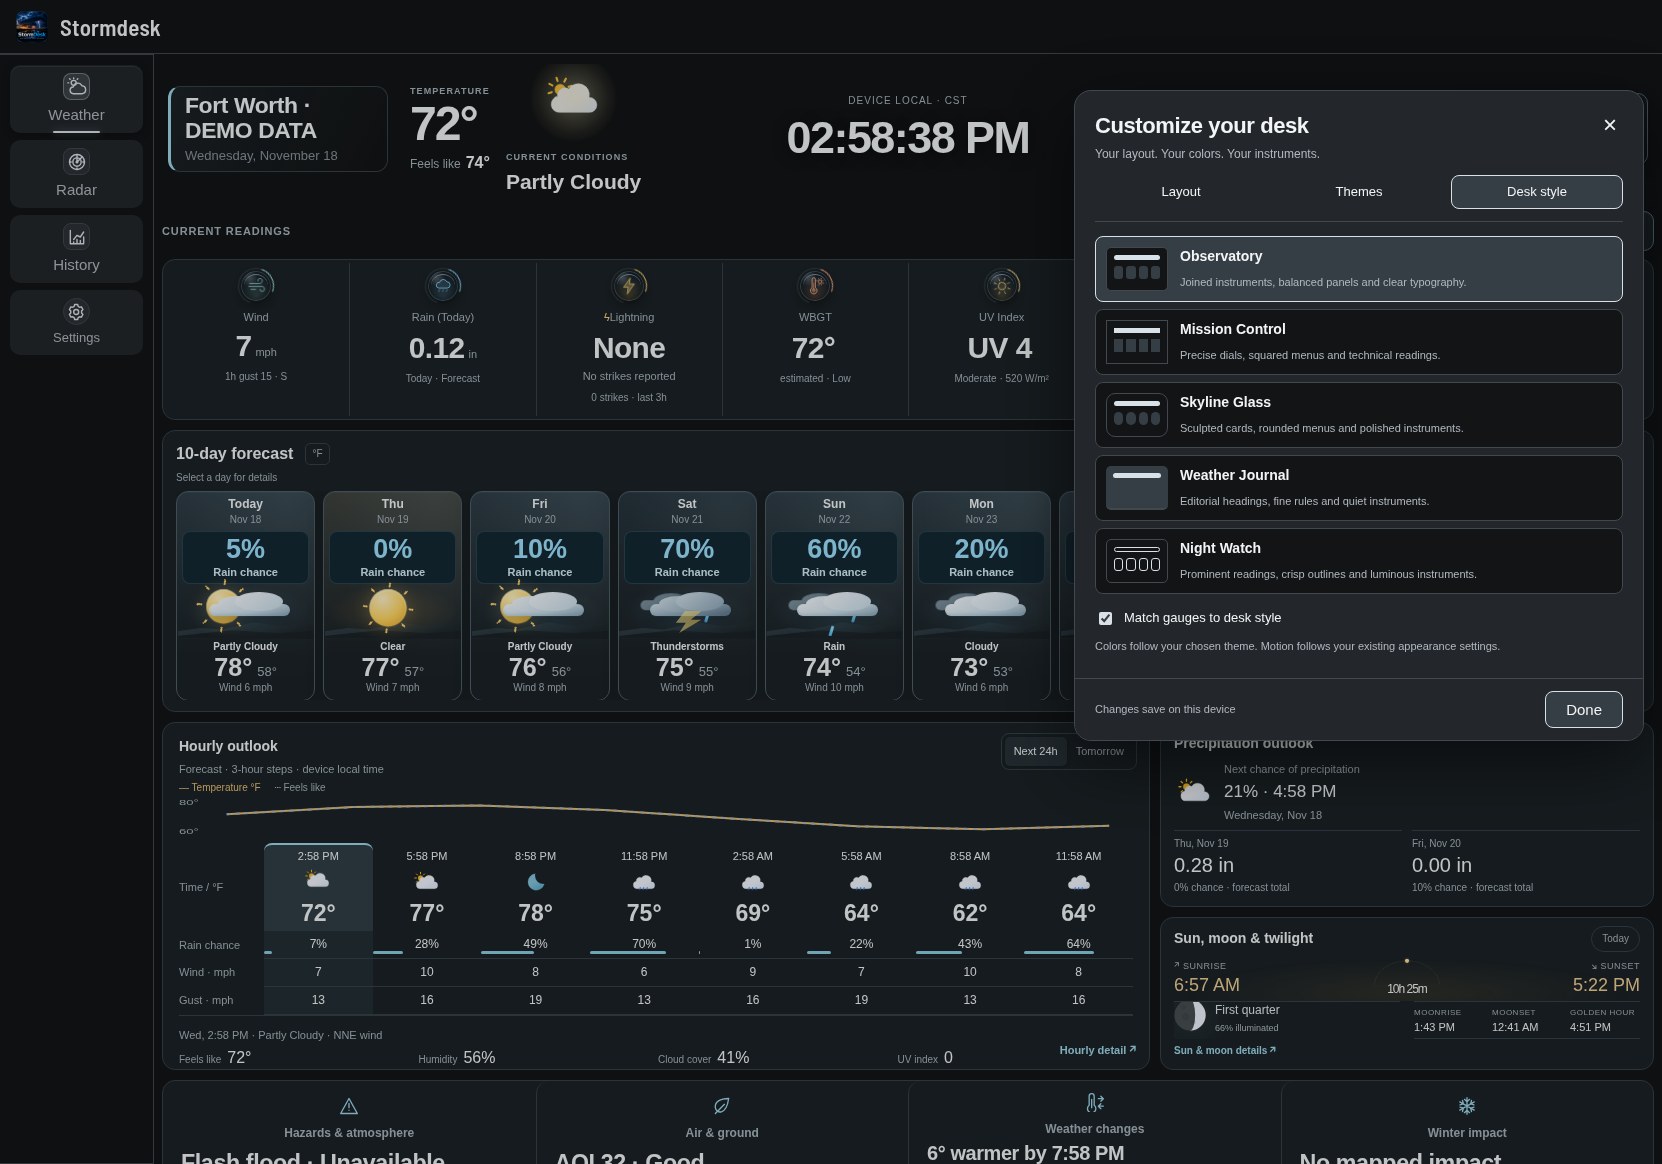 Stormdesk
Weather
Radar
History
Settings
Fort Worth ·
DEMO DATA
Wednesday, November 18
TEMPERATURE
72°
Feels like 74°
CURRENT CONDITIONS
Partly Cloudy
DEVICE LOCAL · CST
02:58:38 PM
CURRENT READINGS
Wind
7 mph
1h gust 15 · S
Rain (Today)
0.12 in
Today · Forecast
ϟLightning
None
No strikes reported
0 strikes · last 3h
WBGT
72°
estimated · Low
UV Index
UV 4
Moderate · 520 W/m²
10-day forecast °F
Select a day for details
Today
Nov 18
5%
Rain chance
Partly Cloudy
78° 58°
Wind 6 mph
Thu
Nov 19
0%
Rain chance
Clear
77° 57°
Wind 7 mph
Fri
Nov 20
10%
Rain chance
Partly Cloudy
76° 56°
Wind 8 mph
Sat
Nov 21
70%
Rain chance
Thunderstorms
75° 55°
Wind 9 mph
Sun
Nov 22
60%
Rain chance
Rain
74° 54°
Wind 10 mph
Mon
Nov 23
20%
Rain chance
Cloudy
73° 53°
Wind 6 mph
Customize your desk ✕
Your layout. Your colors. Your instruments.
Layout Themes Desk style
Observatory
Joined instruments, balanced panels and clear typography.
Mission Control
Precise dials, squared menus and technical readings.
Skyline Glass
Sculpted cards, rounded menus and polished instruments.
Weather Journal
Editorial headings, fine rules and quiet instruments.
Night Watch
Prominent readings, crisp outlines and luminous instruments.
Match gauges to desk style
Colors follow your chosen theme. Motion follows your existing appearance settings.
Changes save on this device Done
Hourly outlook Next 24h Tomorrow
Forecast · 3-hour steps · device local time
— Temperature °F ┄ Feels like
80°
60°
2:58 PM 5:58 PM 8:58 PM 11:58 PM 2:58 AM 5:58 AM 8:58 AM 11:58 AM
Time / °F 72° 77° 78° 75° 69° 64° 62° 64°
Rain chance 7% 28% 49% 70% 1% 22% 43% 64%
Wind · mph 7 10 8 6 9 7 10 8
Gust · mph 13 16 19 13 16 19 13 16
Wed, 2:58 PM · Partly Cloudy · NNE wind
Feels like 72° Humidity 56% Cloud cover 41% UV index 0 Hourly detail ↗
Precipitation outlook
Next chance of precipitation
21% · 4:58 PM
Wednesday, Nov 18
Thu, Nov 19
0.28 in
0% chance · forecast total
Fri, Nov 20
0.00 in
10% chance · forecast total
Sun, moon & twilight Today
↗ SUNRISE
6:57 AM
10h 25m
↘ SUNSET
5:22 PM
First quarter
66% illuminated
MOONRISE
1:43 PM
MOONSET
12:41 AM
GOLDEN HOUR
4:51 PM
Sun & moon details ↗
Hazards & atmosphere
Flash flood · Unavailable
Air & ground
AQI 32 · Good
Weather changes
6° warmer by 7:58 PM
Winter impact
No mapped impact